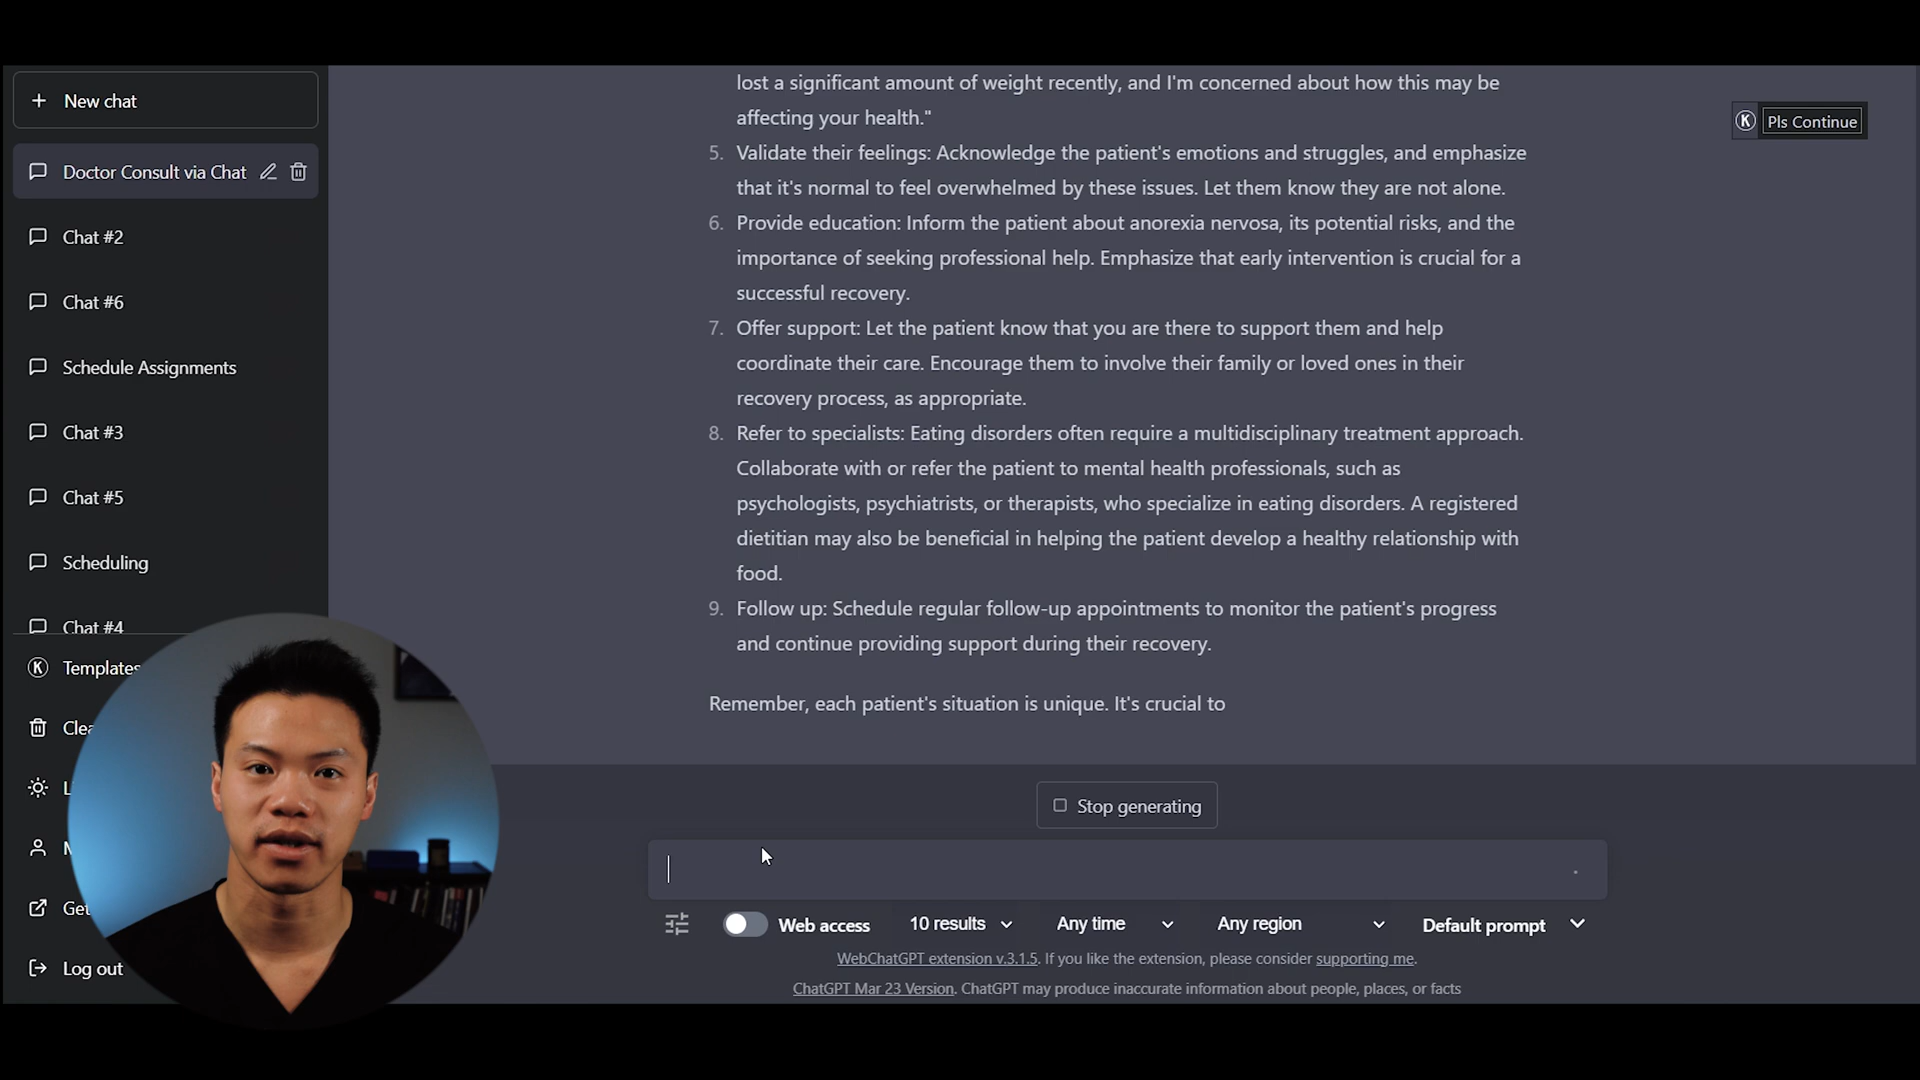 New chat
Doctor Consult via Chat
Chat #2
Chat #6
Schedule Assignments
Chat #3
Chat #5
Scheduling
Chat #4
Templates
Clea
L
M
Get
Log out
lost a significant amount of weight recently, and I'm concerned about how this may be
affecting your health."
K Pls Continue
5. Validate their feelings: Acknowledge the patient's emotions and struggles, and emphasize
that it's normal to feel overwhelmed by these issues. Let them know they are not alone.
6. Provide education: Inform the patient about anorexia nervosa, its potential risks, and the
importance of seeking professional help. Emphasize that early intervention is crucial for a
successful recovery.
7. Offer support: Let the patient know that you are there to support them and help
coordinate their care. Encourage them to involve their family or loved ones in their
recovery process, as appropriate.
8. Refer to specialists: Eating disorders often require a multidisciplinary treatment approach.
Collaborate with or refer the patient to mental health professionals, such as
psychologists, psychiatrists, or therapists, who specialize in eating disorders. A registered
dietitian may also be beneficial in helping the patient develop a healthy relationship with
food.
9. Follow up: Schedule regular follow-up appointments to monitor the patient's progress
and continue providing support during their recovery.
Remember, each patient's situation is unique. It's crucial to
Stop generating
Web access 10 results Any time Any region Default prompt
WebChatGPT extension v.3.1.5. If you like the extension, please consider supporting me.
ChatGPT Mar 23 Version. ChatGPT may produce inaccurate information about people, places, or facts